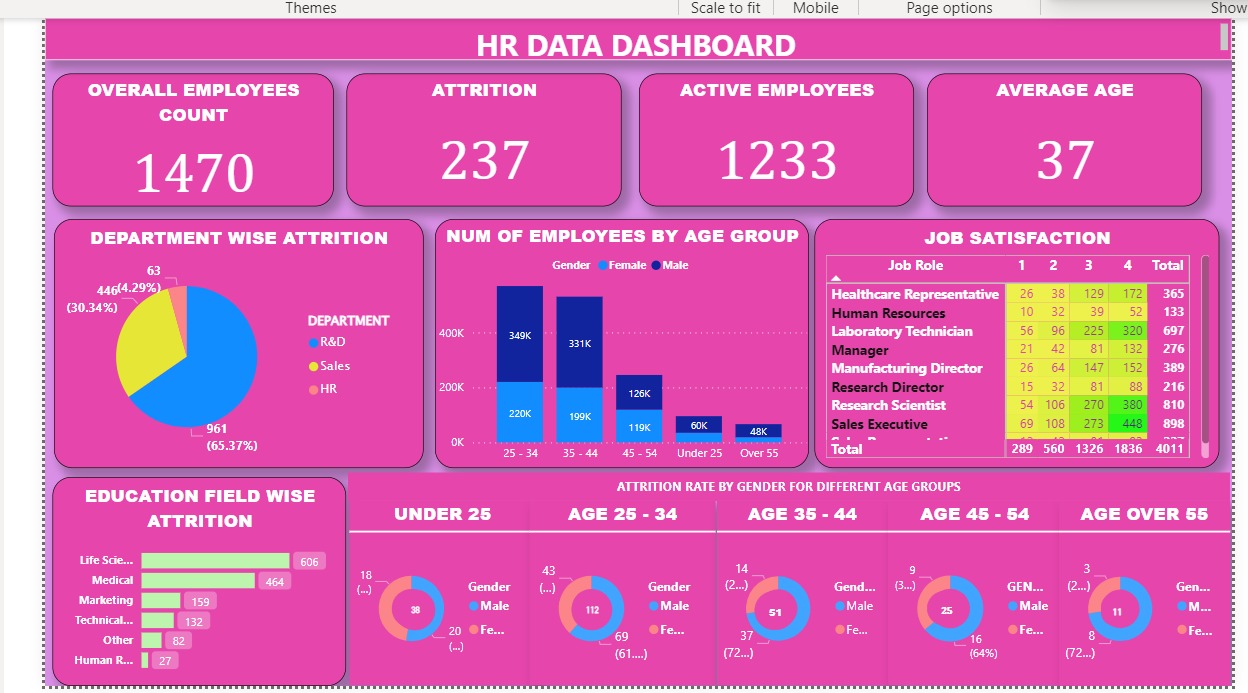 Themes Scale to fit Mobile Page options Show
HR DATA DASHBOARD
OVERALL EMPLOYEES
COUNT
1470
ATTRITION
237
ACTIVE EMPLOYEES
1233
AVERAGE AGE
37
DEPARTMENT WISE ATTRITION
63
(4.29%)
446
(30.34%)
961
(65.37%)
DEPARTMENT
R&D
Sales
HR
NUM OF EMPLOYEES BY AGE GROUP
Gender Female Male
400K
200K
0K
349K
220K
331K
199K
126K
119K
60K
48K
25 - 34 35 - 44 45 - 54 Under 25 Over 55
JOB SATISFACTION
Job Role 1 2 3 4 Total
Healthcare Representative 26 38 129 172 365
Human Resources 10 32 39 52 133
Laboratory Technician 56 96 225 320 697
Manager 21 42 81 132 276
Manufacturing Director 26 64 147 152 389
Research Director 15 32 81 88 216
Research Scientist 54 106 270 380 810
Sales Executive 69 108 273 448 898
Total 289 560 1326 1836 4011
EDUCATION FIELD WISE
ATTRITION
Life Scie... 606
Medical 464
Marketing 159
Technical... 132
Other 82
Human R... 27
ATTRITION RATE BY GENDER FOR DIFFERENT AGE GROUPS
UNDER 25
18
(...)
38
20
(...)
Gender
Male
Fe...
AGE 25 - 34
43
(...)
112
69
(61....)
Gender
Male
Fe...
AGE 35 - 44
14
(2...)
51
37
(72...)
Gend...
Male
Fe...
AGE 45 - 54
9
(3...)
25
16
(64%)
GEN...
Male
Fe...
AGE OVER 55
3
(2...)
11
8
(72...)
Gen...
M...
Fe...